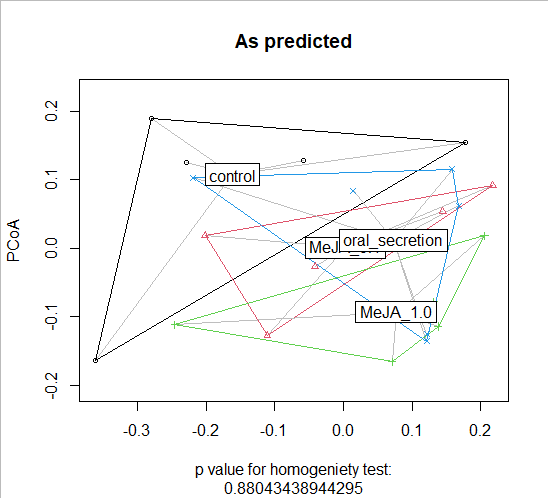 As predicted
PCoA
0.2
0.1
0.0
-0.1
-0.2
control
oral_secretion
MeJA_1.0
-0.3
-0.2
-0.1
0.0
0.1
0.2
p value for homogeniety test:
0.88043438944295